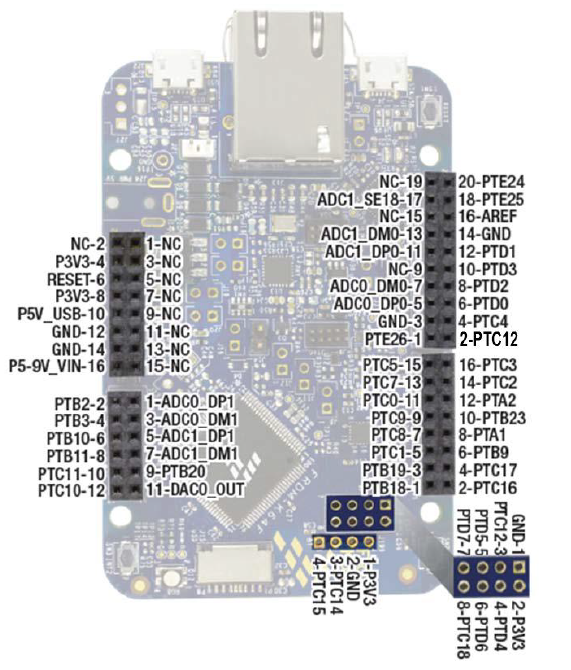 NC-19 20-PTE24
ADC1_SE18-17 18-PTE25
NC-15 16-AREF
ADC1_DM0-13 14-GND
ADC1_DP0-11 12-PTD1
NC-9 10-PTD3
ADC0_DM0-7 8-PTD2
ADC0_DP0-5 6-PTD0
GND-3 4-PTC4
PTE26-1 2-PTC12
NC-2 1-NC
P3V3-4 3-NC
RESET-6 5-NC
P3V3-8 7-NC
P5V_USB-10 9-NC
GND-12 11-NC
GND-14 13-NC
P5-9V_VIN-16 15-NC
PTC5-15 16-PTC3
PTC7-13 14-PTC2
PTC0-11 12-PTA2
PTC9-9 10-PTB23
PTC8-7 8-PTA1
PTC1-5 6-PTB9
PTB19-3 4-PTC17
PTB18-1 2-PTC16
PTB2-2 1-ADC0_DP1
PTB3-4 3-ADC0_DM1
PTB10-6 5-ADC1_DP1
PTB11-8 7-ADC1_DM1
PTC11-10 9-PTB20
PTC10-12 11-DAC0_OUT
1-P3V3
2-GND
3-PTC14
4-PTC15
GND-1
PTC12-3
PTD5-5
PTD7-7
2-P3V3
4-PTD4
6-PTD6
8-PTC18
FRDM-K64F
RGB